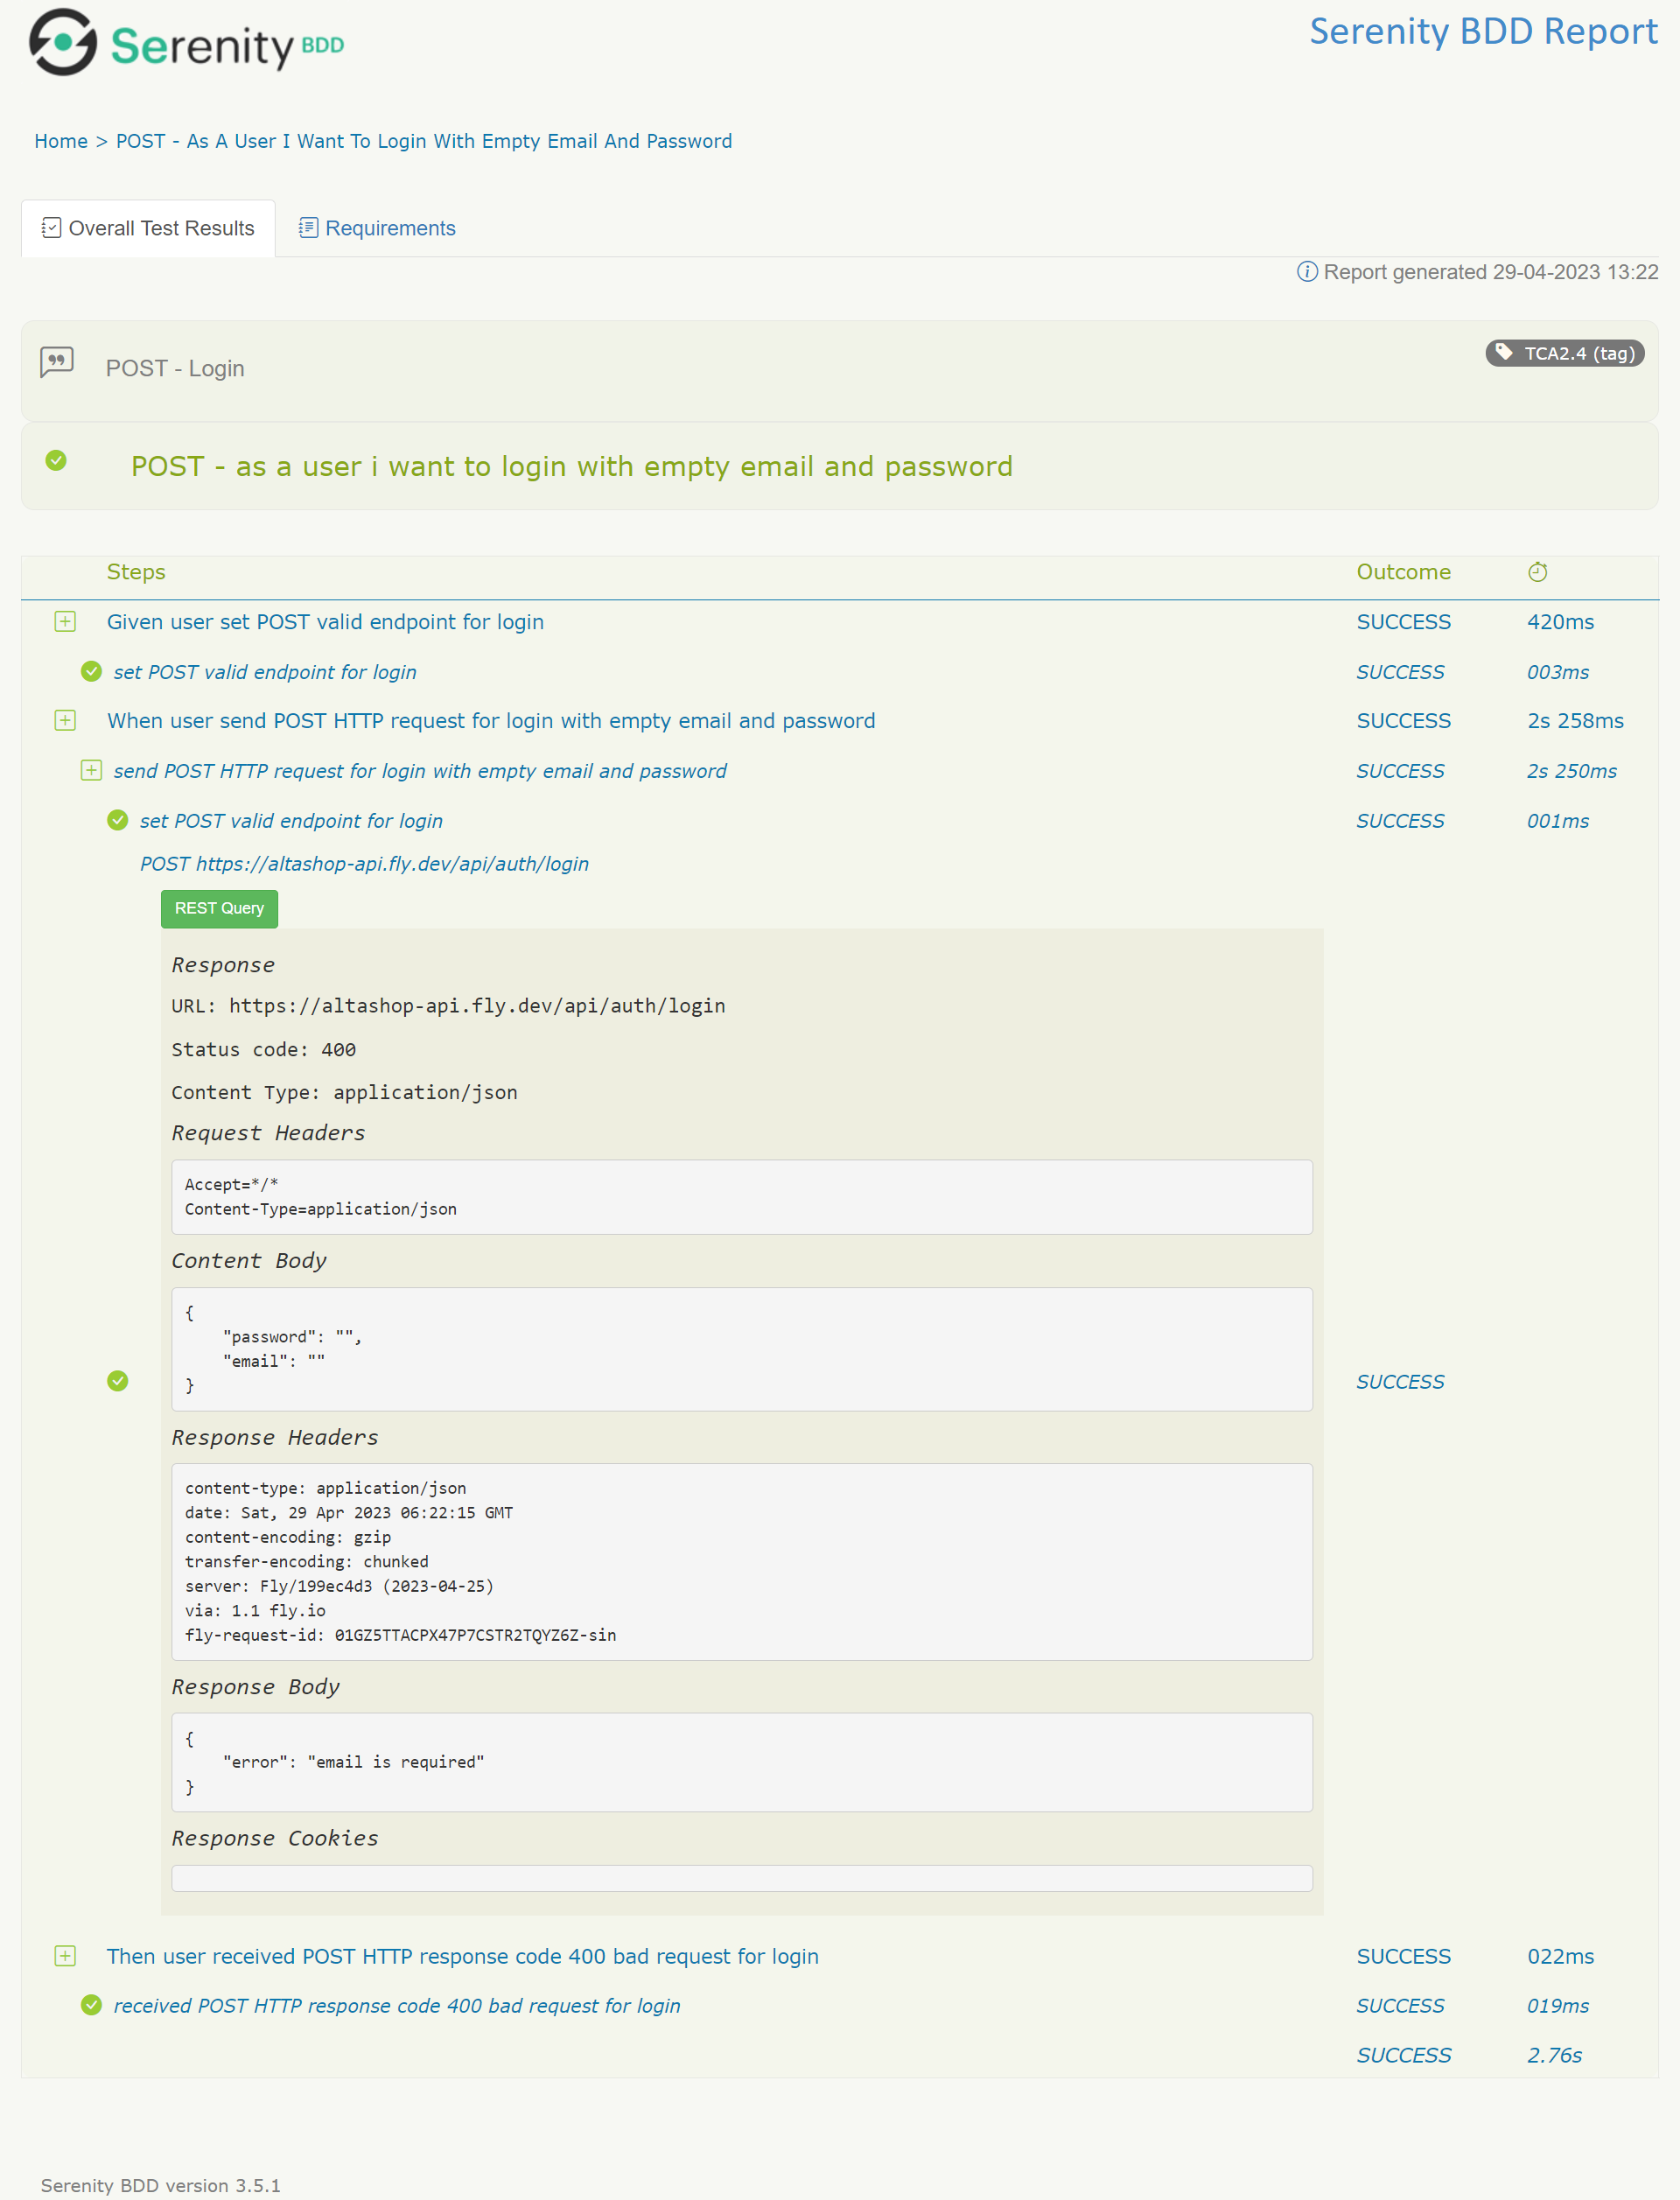 Serenity BDD
Serenity BDD Report
Home > POST - As A User I Want To Login With Empty Email And Password
Overall Test Results
Requirements
Report generated 29-04-2023 13:22
POST - Login
TCA2.4 (tag)
POST - as a user i want to login with empty email and password
Steps Outcome
Given user set POST valid endpoint for login SUCCESS 420ms
set POST valid endpoint for login SUCCESS 003ms
When user send POST HTTP request for login with empty email and password SUCCESS 2s 258ms
send POST HTTP request for login with empty email and password SUCCESS 2s 250ms
set POST valid endpoint for login SUCCESS 001ms
POST https://altashop-api.fly.dev/api/auth/login
REST Query
Response
URL: https://altashop-api.fly.dev/api/auth/login
Status code: 400
Content Type: application/json
Request Headers
Accept=*/*
Content-Type=application/json
Content Body
{
    "password": "",
    "email": ""
}
SUCCESS
Response Headers
content-type: application/json
date: Sat, 29 Apr 2023 06:22:15 GMT
content-encoding: gzip
transfer-encoding: chunked
server: Fly/199ec4d3 (2023-04-25)
via: 1.1 fly.io
fly-request-id: 01GZ5TTACPX47P7CSTR2TQYZ6Z-sin
Response Body
{
    "error": "email is required"
}
Response Cookies
Then user received POST HTTP response code 400 bad request for login SUCCESS 022ms
received POST HTTP response code 400 bad request for login SUCCESS 019ms
SUCCESS 2.76s
Serenity BDD version 3.5.1